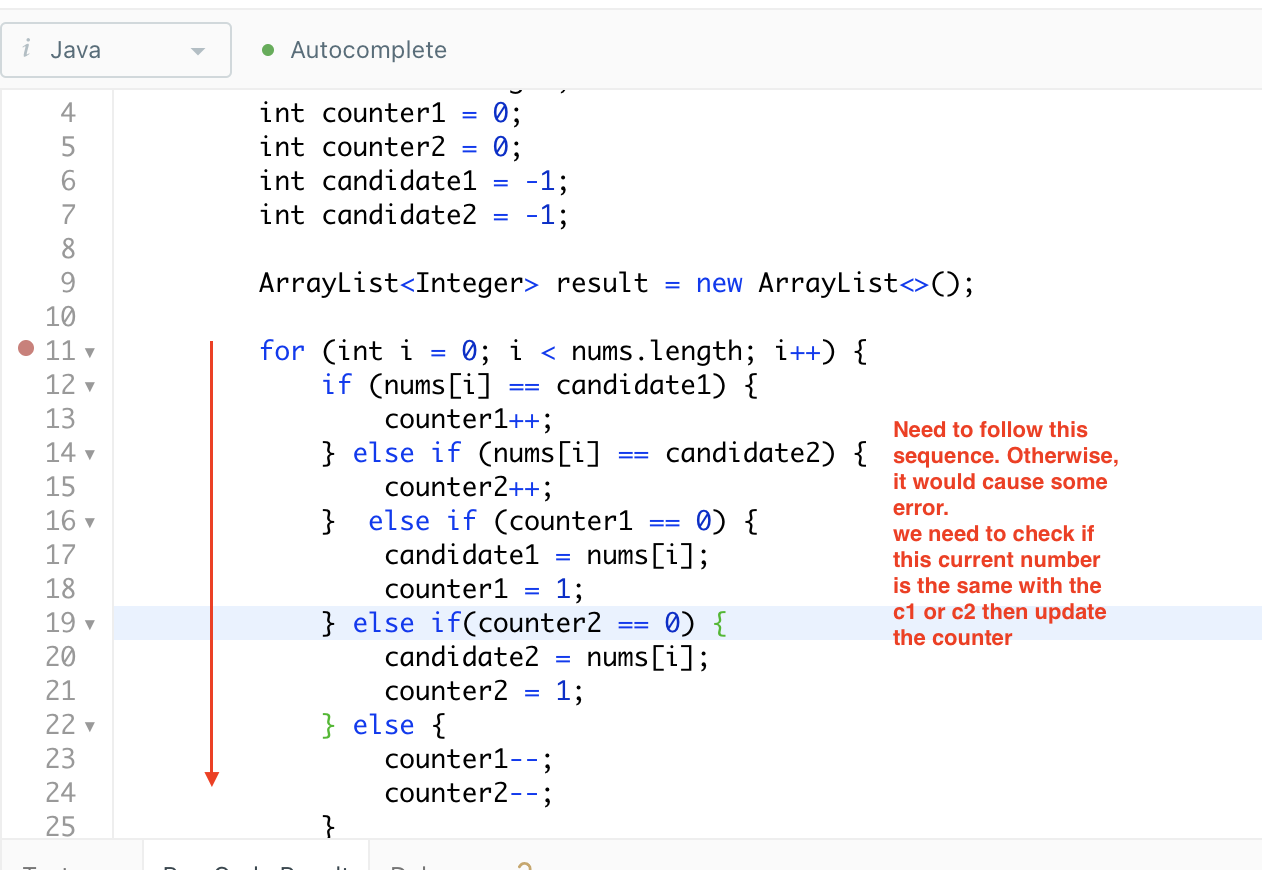 i Java Autocomplete
4 int counter1 = 0;
5 int counter2 = 0;
6 int candidate1 = -1;
7 int candidate2 = -1;
8
9 ArrayList<Integer> result = new ArrayList<>();
10
11 for (int i = 0; i < nums.length; i++) {
12 if (nums[i] == candidate1) {
13 counter1++;
14 } else if (nums[i] == candidate2) {
15 counter2++;
16 }  else if (counter1 == 0) {
17 candidate1 = nums[i];
18 counter1 = 1;
19 } else if(counter2 == 0) {
20 candidate2 = nums[i];
21 counter2 = 1;
22 } else {
23 counter1--;
24 counter2--;
25 }
Need to follow this
sequence. Otherwise,
it would cause some
error.
we need to check if
this current number
is the same with the
c1 or c2 then update
the counter